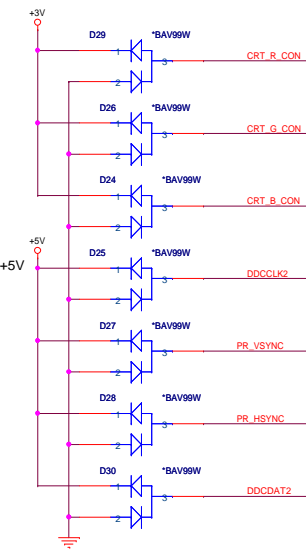 +3V
D29 *BAV99W
1
3
2
CRT_R_CON
D26 *BAV99W
1
3
2
CRT_G_CON
D24 *BAV99W
1
3
2
CRT_B_CON
+5V
+5V
D25 *BAV99W
1
3
2
DDCCLK2
D27 *BAV99W
1
3
2
PR_VSYNC
D28 *BAV99W
1
3
2
PR_HSYNC
D30 *BAV99W
1
3
2
DDCDAT2